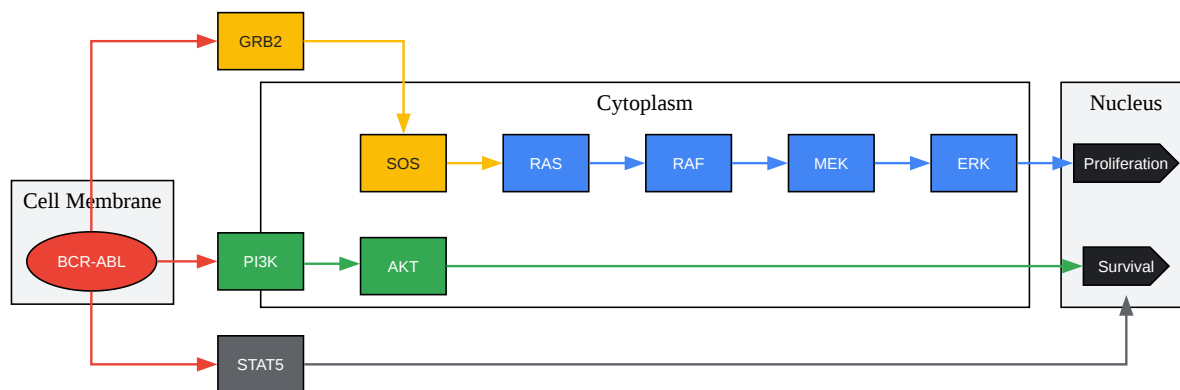 GRB2
Cytoplasm
Nucleus
SOS
RAS
RAF
MEK
ERK
Proliferation
Cell Membrane
BCR-ABL
PI3K
AKT
Survival
STAT5